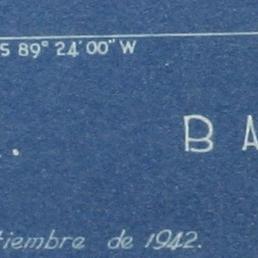 S 89° 24' 00" W
B A
tiembre de 1942.